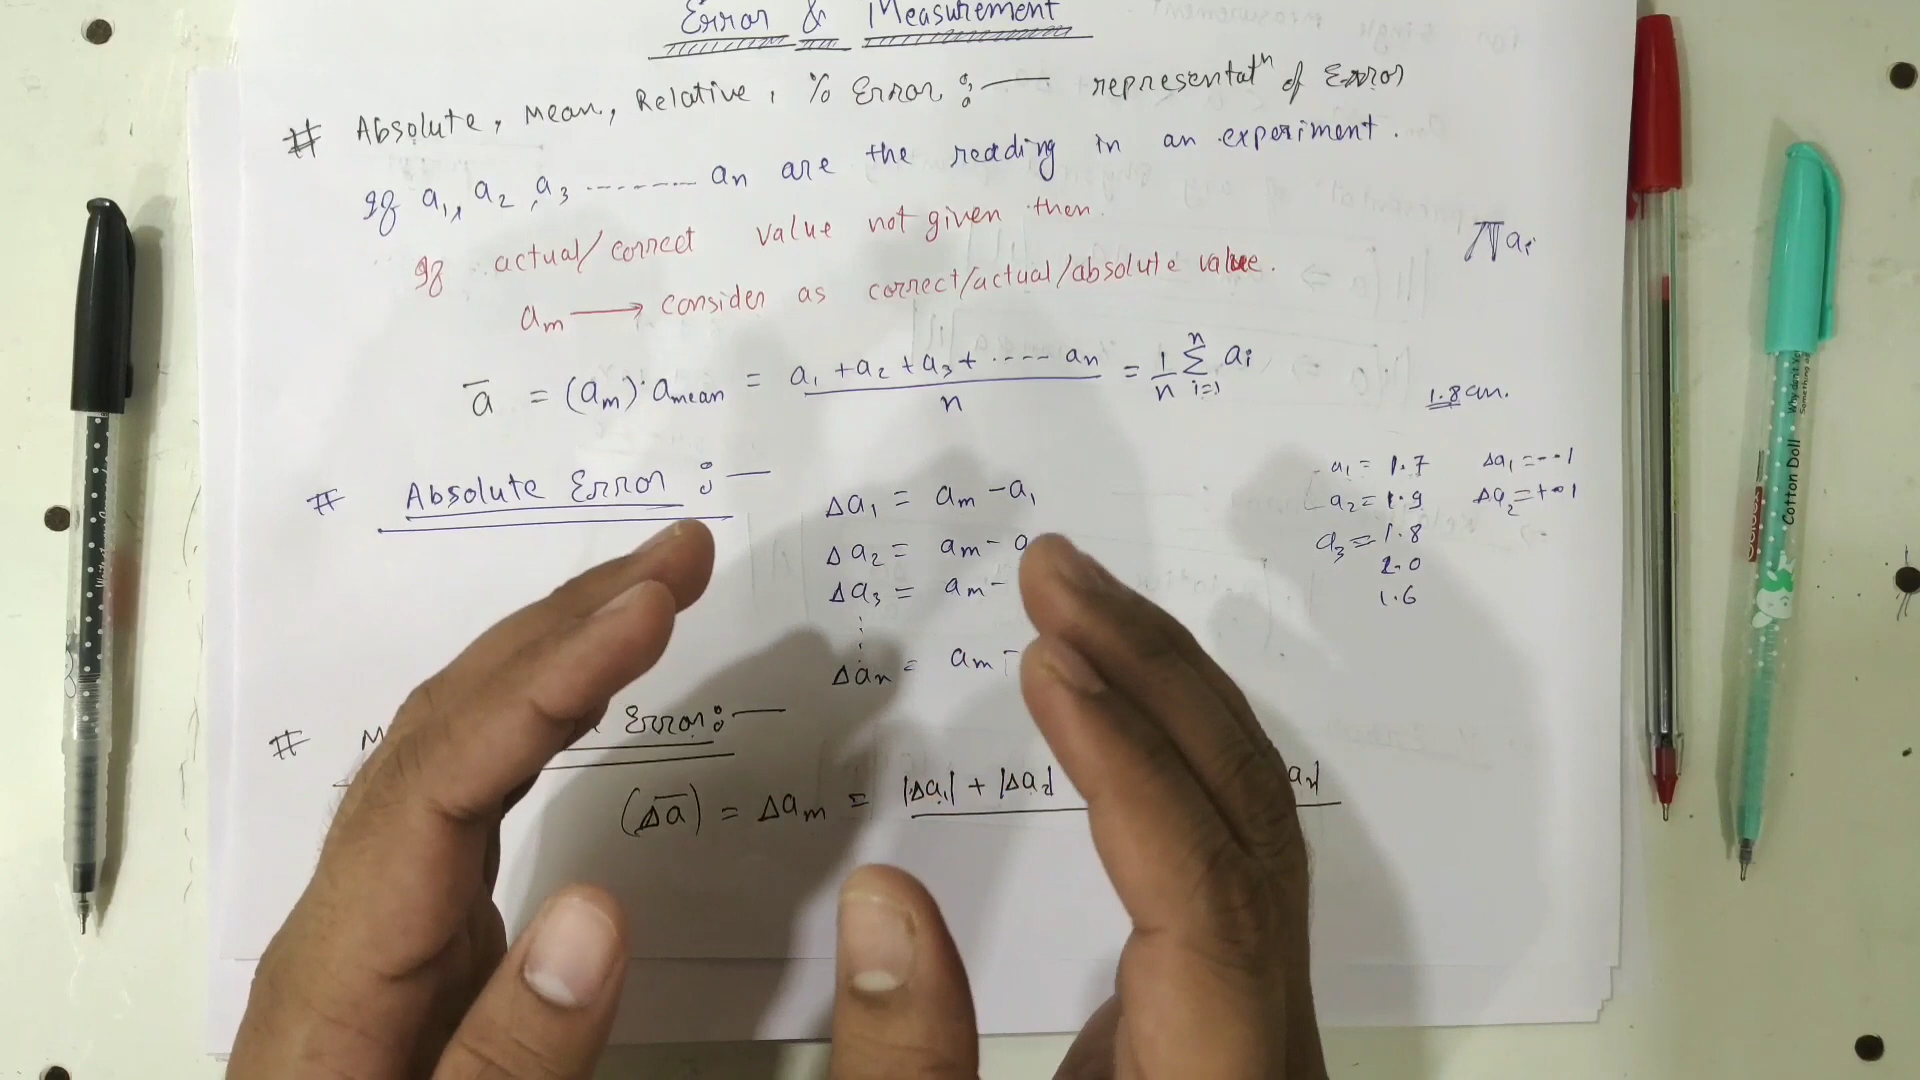 Error & Measurement
# Absolute, Mean, Relative, % Error :— representatⁿ of Error
If a₁, a₂, a₃ -------- aₙ are the reading in an experiment.
If actual/correct value not given then.
aₘ → consider as correct/actual/absolute value.
πaᵢ
ā = (aₘ) amean = a₁ + a₂ + a₃ + ---- aₙ / n = 1/n Σᵢ₌₁ⁿ aᵢ
1.8 cm.
# Absolute Error :—
Δa₁ = aₘ - a₁
Δa₂ = aₘ - a
Δa₃ = aₘ -
Δaₙ = aₘ -
a₁ = 1.7 Δa₁ = -.1
a₂ = 1.9 Δa₂ = +.1
a₃ = 1.8
2.0
1.6
# M Error :—
(Δā) = Δaₘ = |Δa₁| + |Δa₂| aₙ|
Cotton Doll